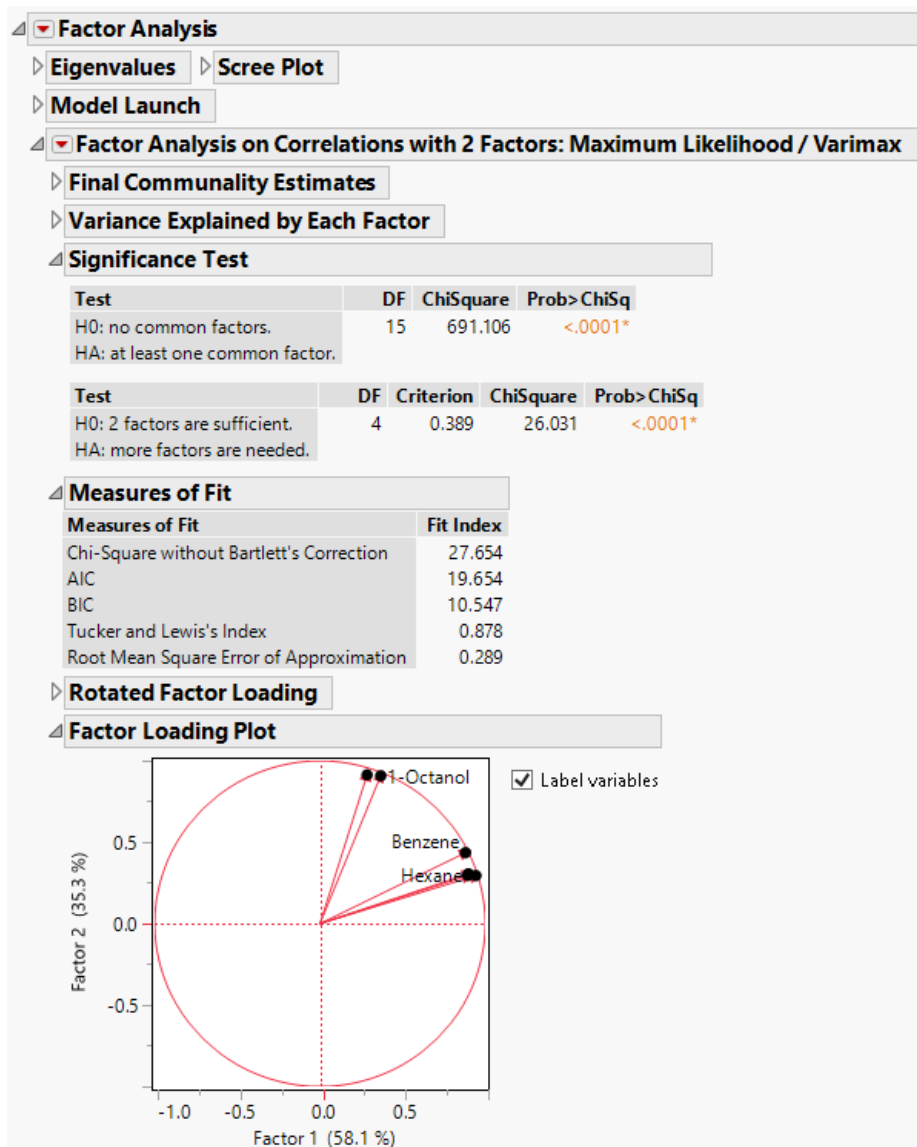 Factor Analysis
Eigenvalues Scree Plot
Model Launch
Factor Analysis on Correlations with 2 Factors: Maximum Likelihood / Varimax
Final Communality Estimates
Variance Explained by Each Factor
Significance Test
Test DF ChiSquare Prob>ChiSq
H0: no common factors. 15 691.106 <.0001*
HA: at least one common factor.
Test DF Criterion ChiSquare Prob>ChiSq
H0: 2 factors are sufficient. 4 0.389 26.031 <.0001*
HA: more factors are needed.
Measures of Fit
Measures of Fit Fit Index
Chi-Square without Bartlett's Correction 27.654
AIC 19.654
BIC 10.547
Tucker and Lewis's Index 0.878
Root Mean Square Error of Approximation 0.289
Rotated Factor Loading
Factor Loading Plot
1-Octanol
Label variables
Benzene
Hexane
0.5
0.0
-0.5
Factor 2 (35.3 %)
-1.0 -0.5 0.0 0.5
Factor 1 (58.1 %)